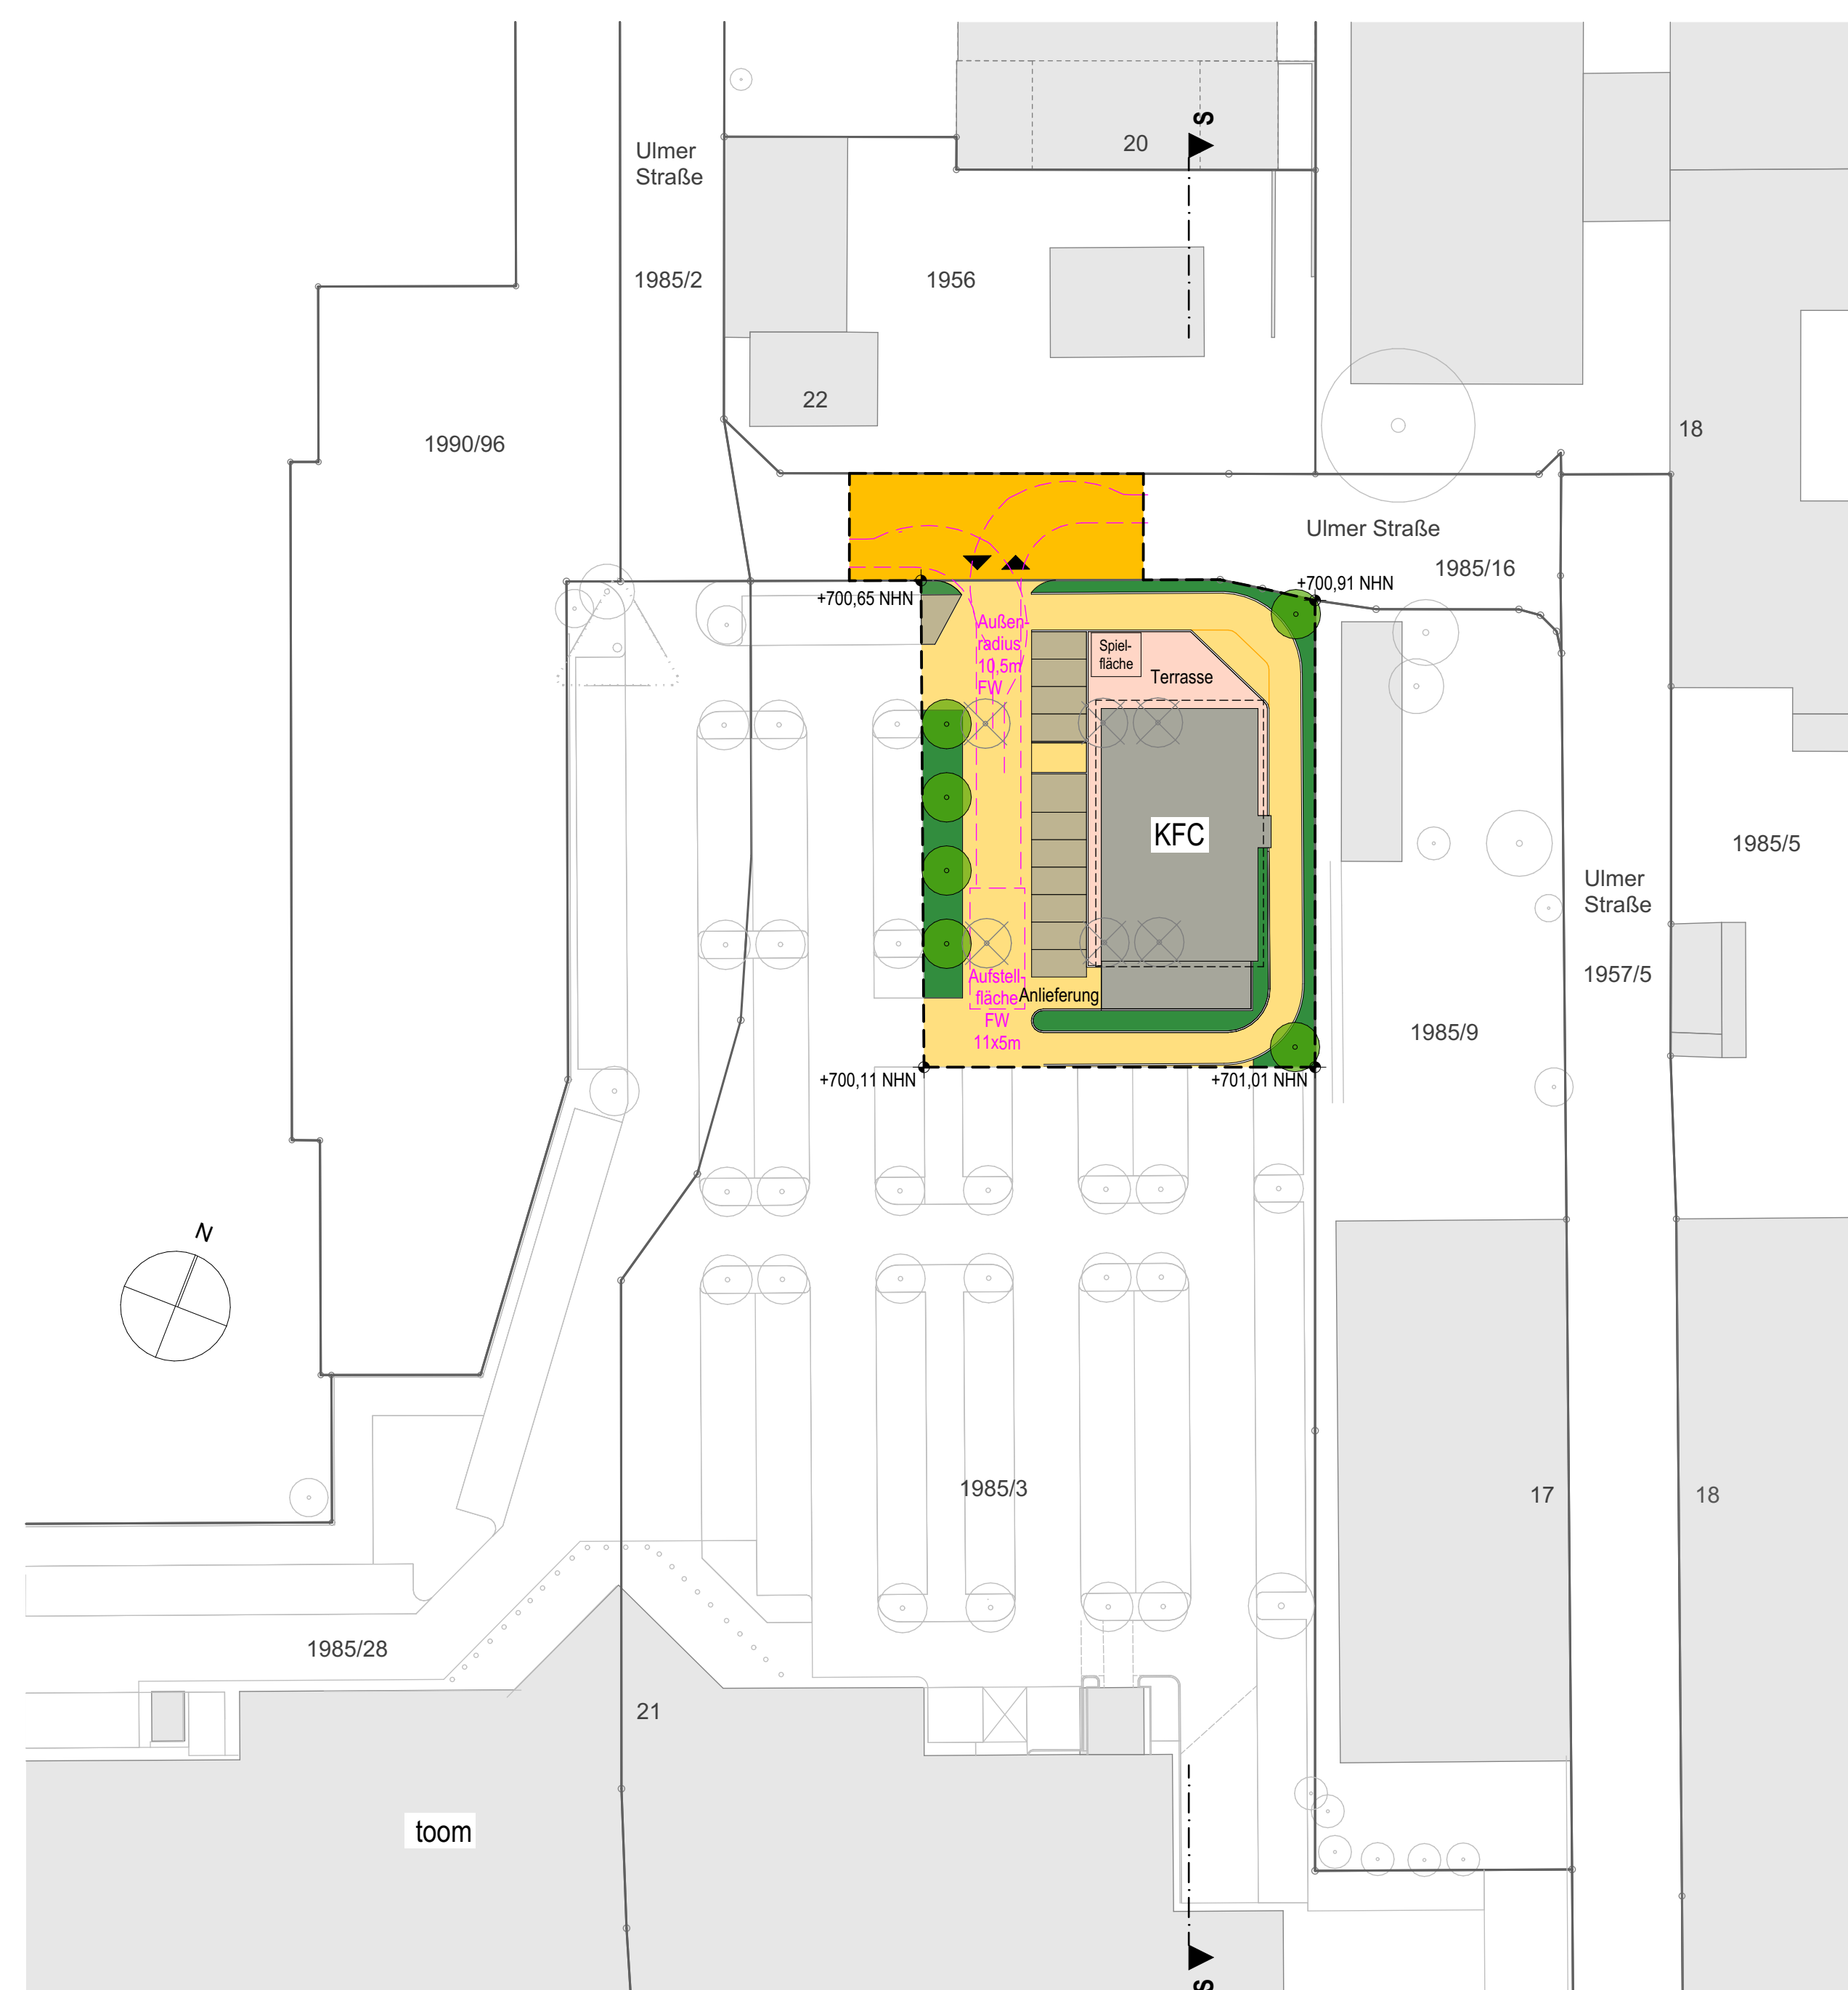 S
20
Ulmer
Straße
1985/2
1956
22
1990/96
18
Ulmer Straße
1985/16
+700,91 NHN
+700,65 NHN
Außen-
radius
10,5m
FW
Spiel-
fläche
Terrasse
KFC
1985/5
Ulmer
Straße
1957/5
Aufstell-
fläche
FW
11x5m
Anlieferung
1985/9
+700,11 NHN
+701,01 NHN
N
1985/3
17
18
1985/28
21
toom
S